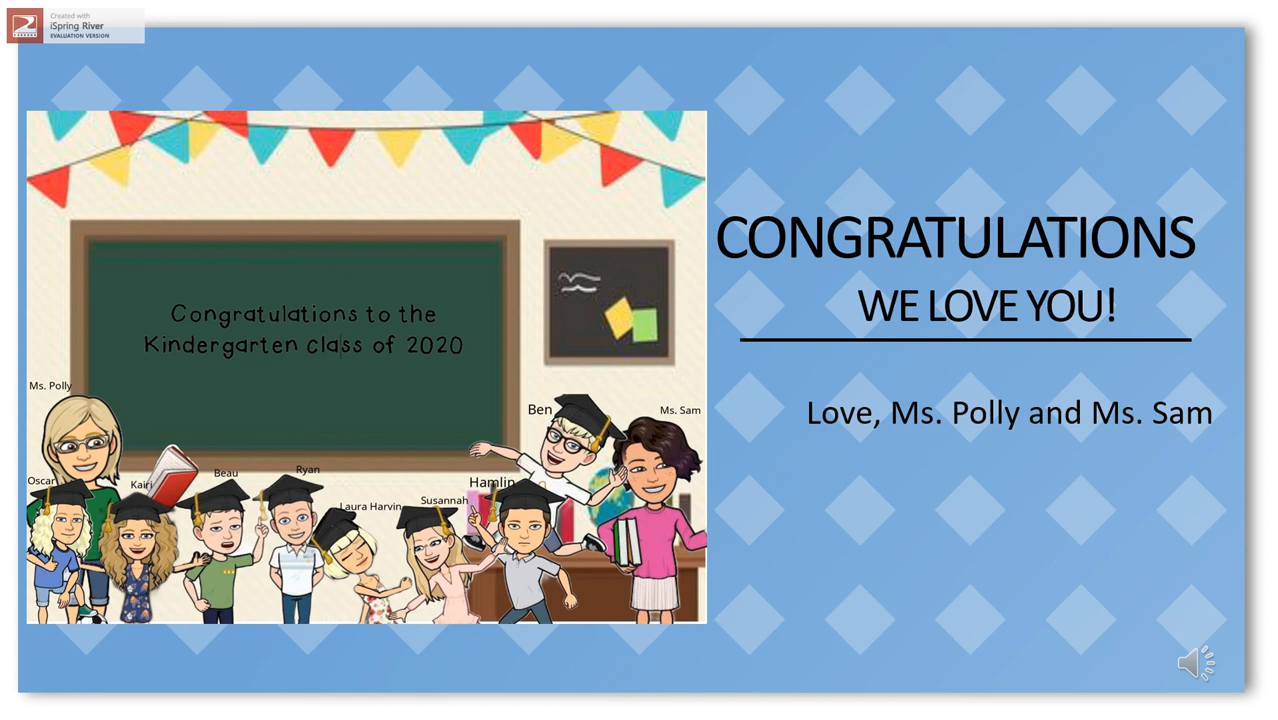 Created with
iSpring River
EVALUATION VERSION
Congratulations to the
Kindergarten class of 2020
Ms. Polly
Ben
Ms. Sam
Oscar
Kairi
Beau
Ryan
Laura Harvin
Susannah
Hamlin
CONGRATULATIONS
WE LOVE YOU!
Love, Ms. Polly and Ms. Sam